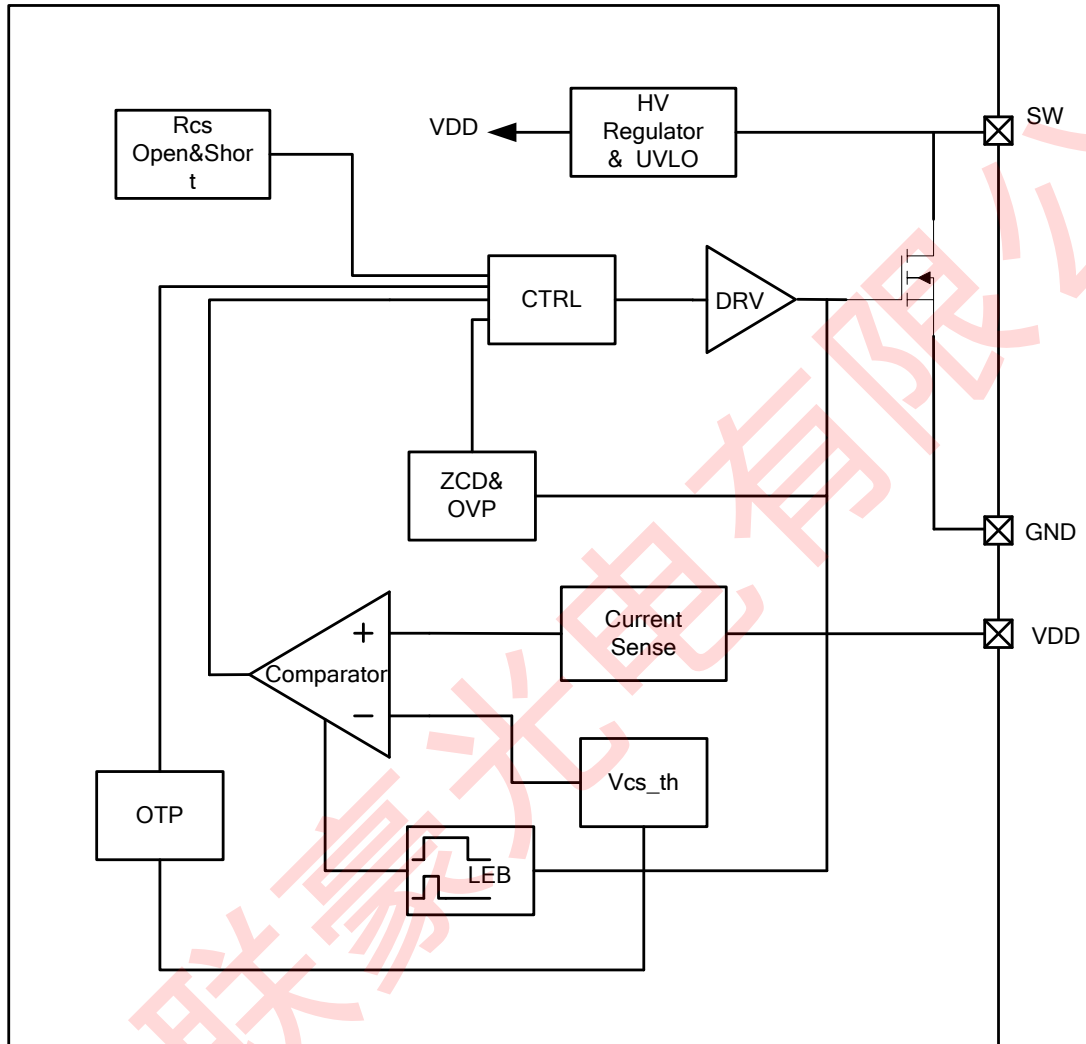 Rcs
Open&Shor
t
VDD
HV
Regulator
& UVLO
SW
CTRL
DRV
ZCD&
OVP
GND
Current
Sense
VDD
+
Comparator
−
Vcs_th
OTP
LEB
联豪光电有限公